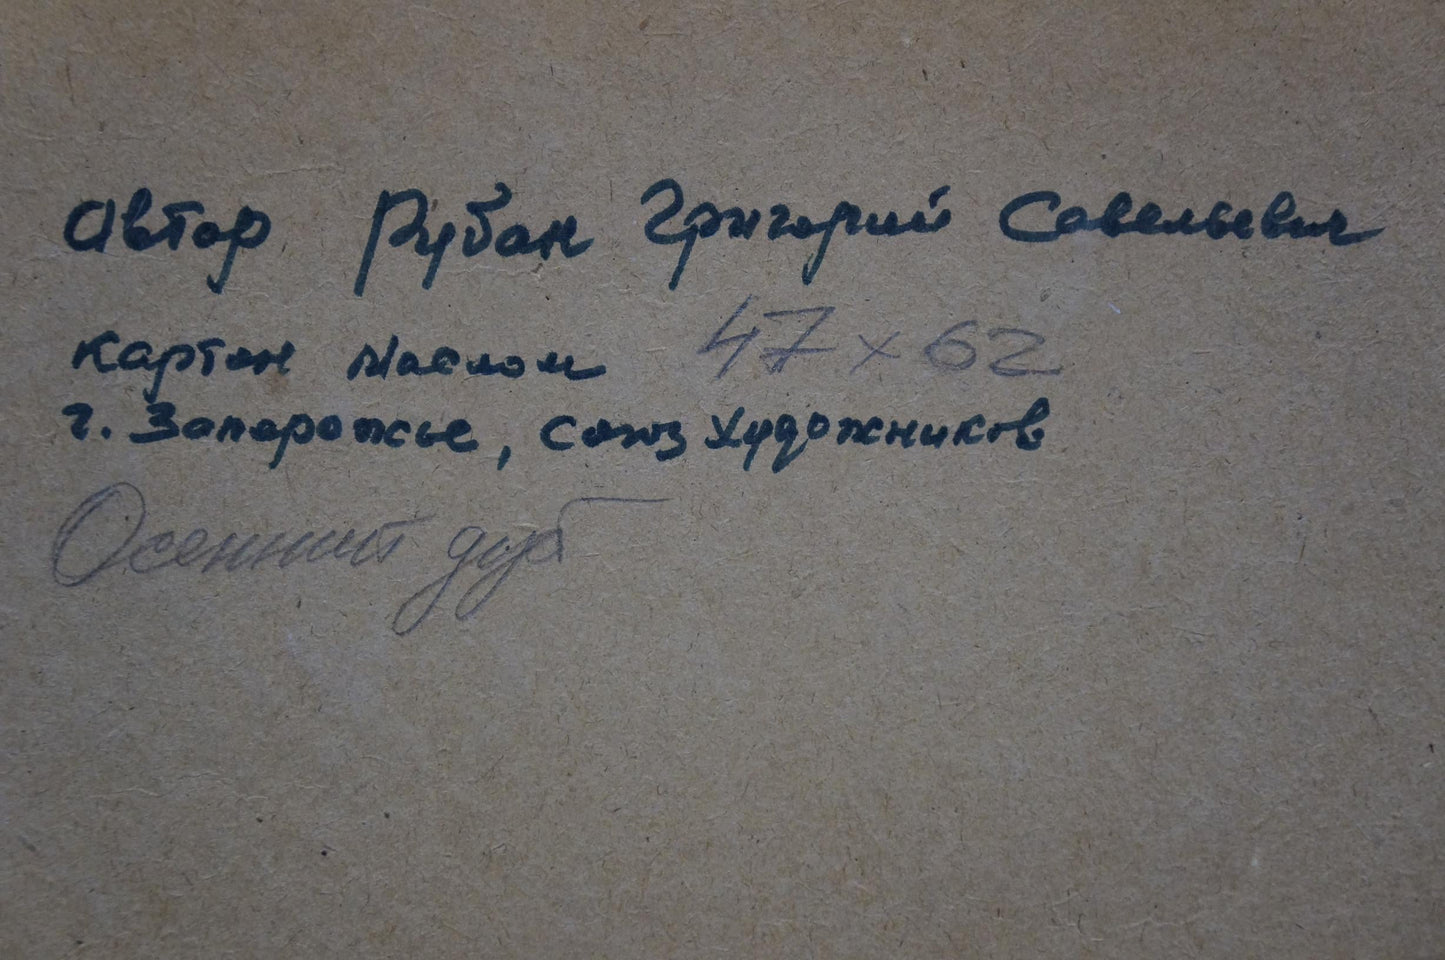 Автор Рубан Григорий Савельевич
картон маслом 47 x 62
г. Запорожье, союз художников
Осенний дуб